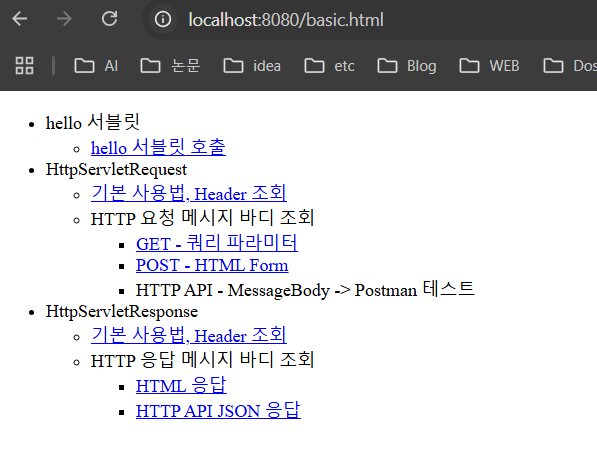 localhost:8080/basic.html
AI 논문 idea etc Blog WEB Dos
hello 서블릿
hello 서블릿 호출
HttpServletRequest
기본 사용법, Header 조회
HTTP 요청 메시지 바디 조회
GET - 쿼리 파라미터
POST - HTML Form
HTTP API - MessageBody -> Postman 테스트
HttpServletResponse
기본 사용법, Header 조회
HTTP 응답 메시지 바디 조회
HTML 응답
HTTP API JSON 응답